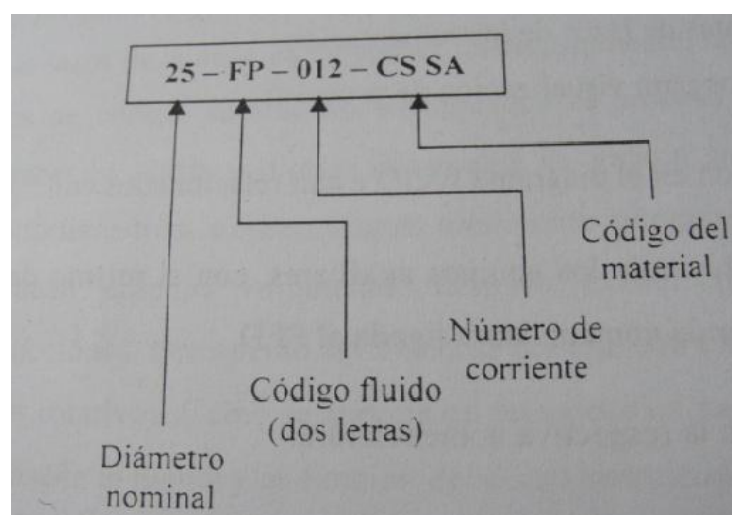 25 – FP – 012 – CS SA
Código del
material
Número de
corriente
Código fluido
(dos letras)
Diámetro
nominal